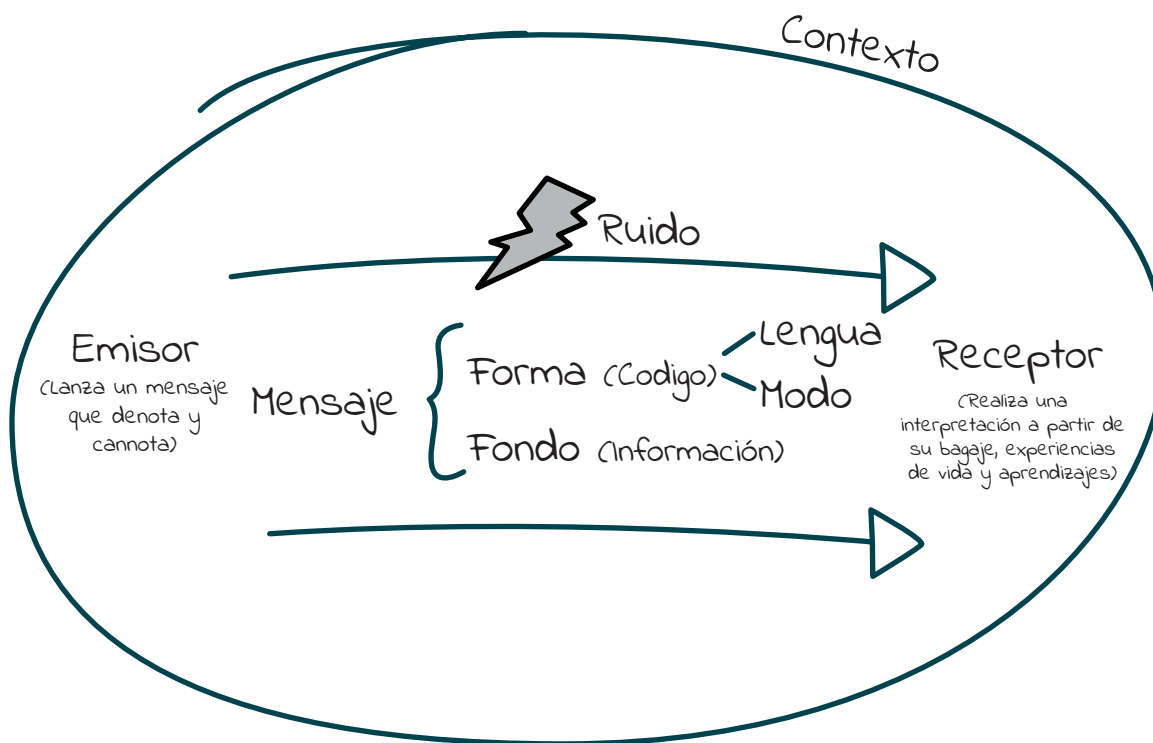 Contexto
Ruido
Emisor
(Lanza un mensaje
que denota y
cannota)
Mensaje
Forma (Codigo)
Lengua
Modo
Fondo (Información)
Receptor
(Realiza una
interpretación a partir de
su bagaje, experiencias
de vida y aprendizajes)